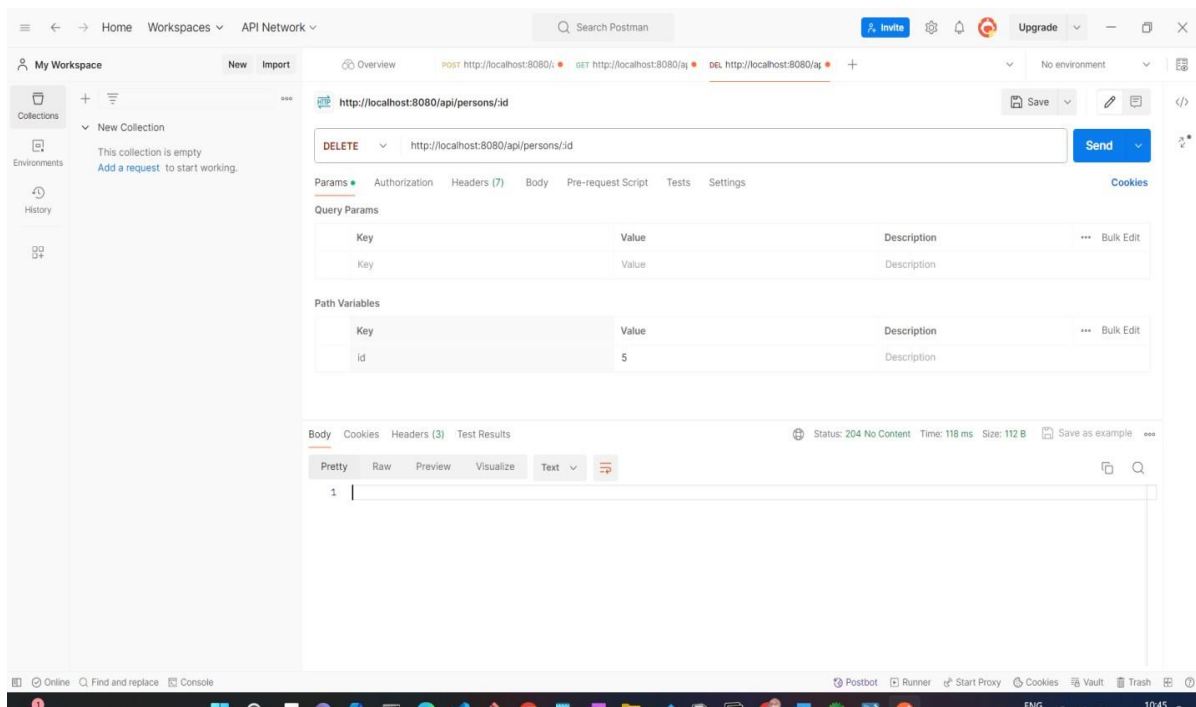 Home Workspaces API Network Search Postman Invite Upgrade
My Workspace New Import Overview POST http://localhost:8080/ GET http://localhost:8080/a DEL http://localhost:8080/a No environment
Collections
Environments
History
New Collection
This collection is empty
Add a request to start working.
HTTP http://localhost:8080/api/persons/:id Save
DELETE http://localhost:8080/api/persons/:id Send
Params Authorization Headers (7) Body Pre-request Script Tests Settings Cookies
Query Params
Key Value Description Bulk Edit
Key Value Description
Path Variables
Key Value Description Bulk Edit
id 5 Description
Body Cookies Headers (3) Test Results Status: 204 No Content Time: 118 ms Size: 112 B Save as example
Pretty Raw Preview Visualize Text
1
Online Find and replace Console Postbot Runner Start Proxy Cookies Vault Trash
1 ENG 10:45